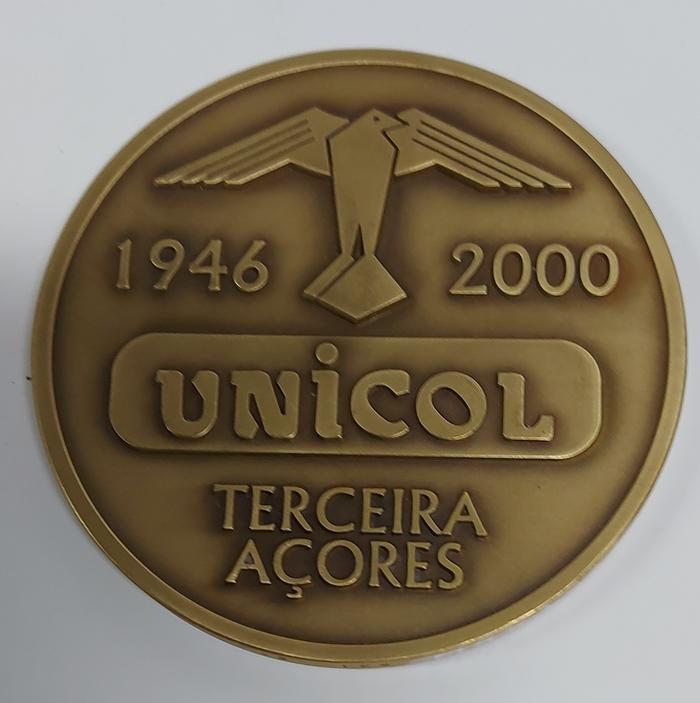 1946 2000
UNiCOL
TERCEIRA
AÇORES